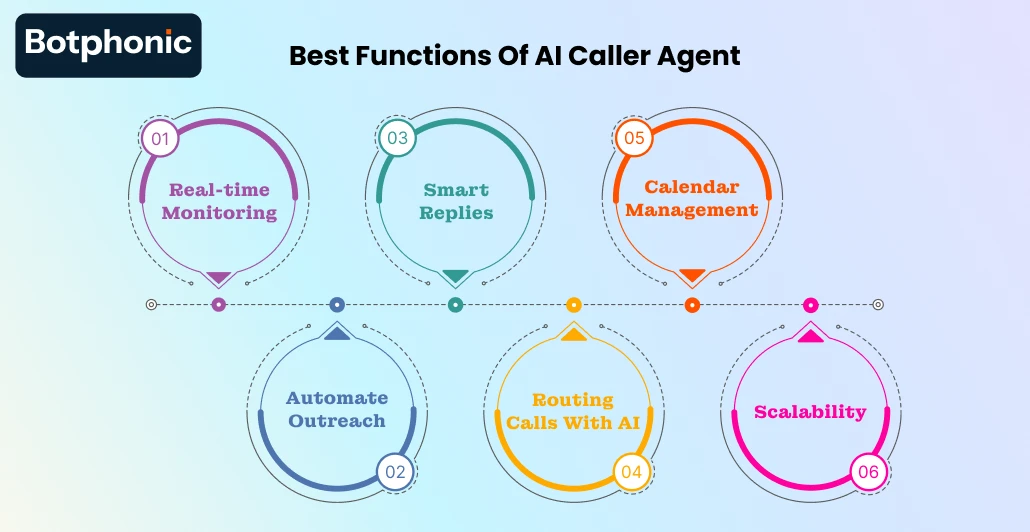 Botphonic
Best Functions Of AI Caller Agent
01
Real-time
Monitoring
02
Automate
Outreach
03
Smart
Replies
04
Routing
Calls With AI
05
Calendar
Management
06
Scalability